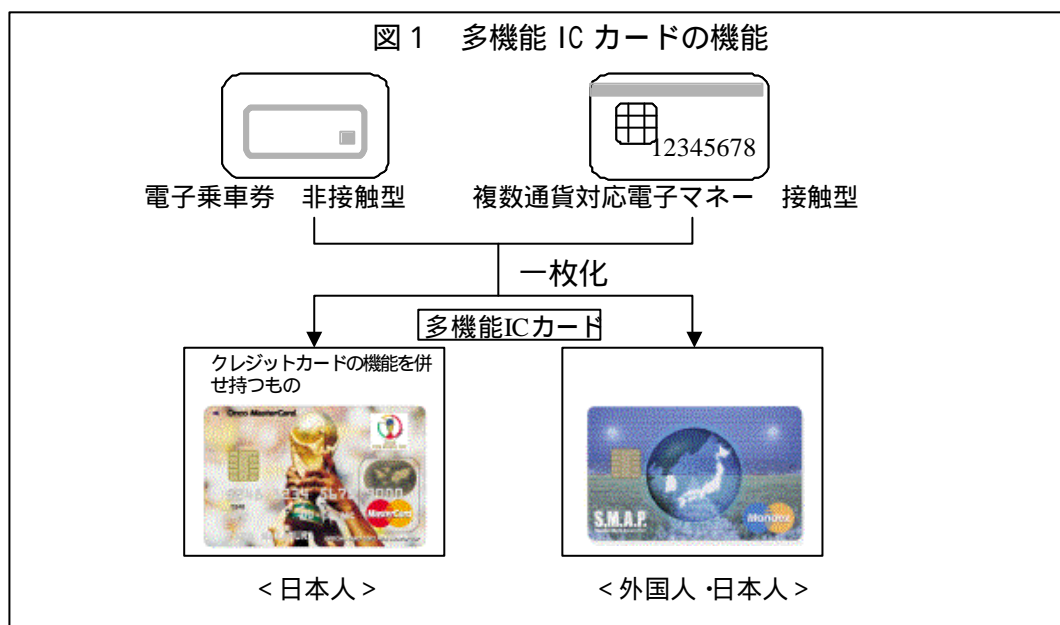 図1 多機能ICカードの機能
12345678
電子乗車券 非接触型 複数通貨対応電子マネー 接触型
一枚化
多機能ICカード
クレジットカードの機能を併
せ持つもの
MasterCard
MasterCard
S.M.A.P.
Mondex
<日本人>
<外国人・日本人>